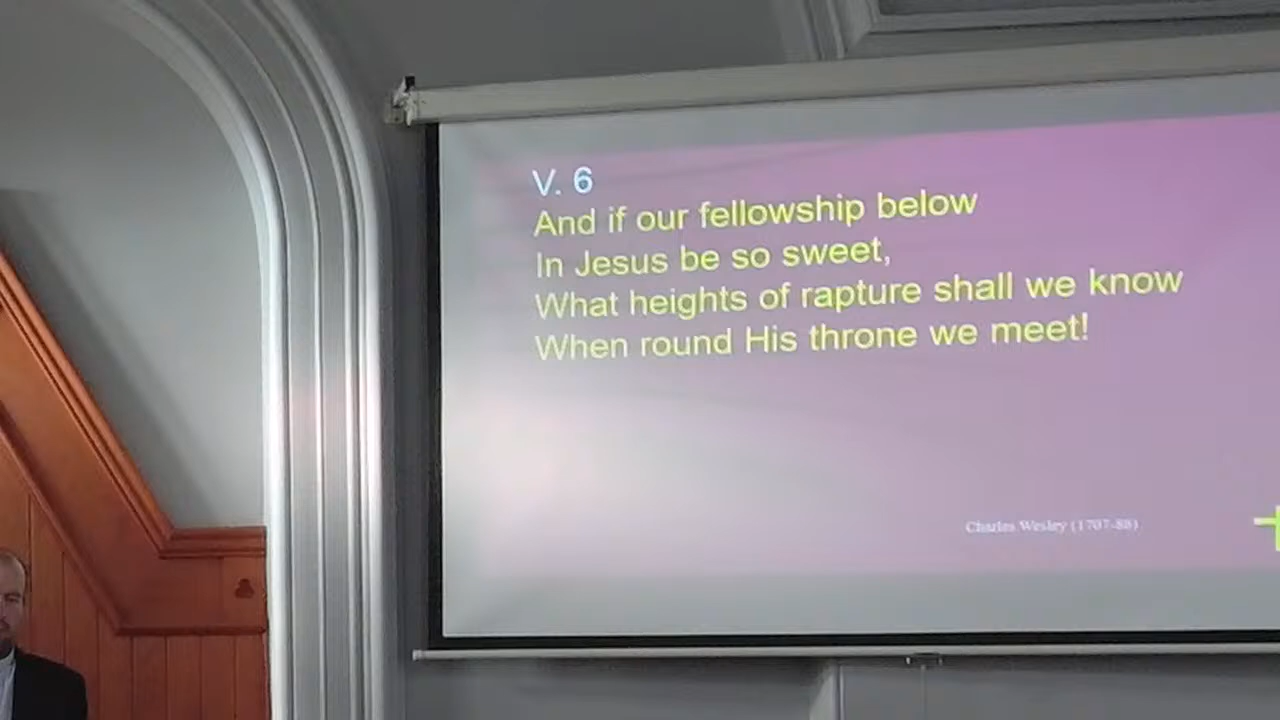 V. 6
And if our fellowship below
In Jesus be so sweet,
What heights of rapture shall we know
When round His throne we meet!
Charles Wesley (1707-88)